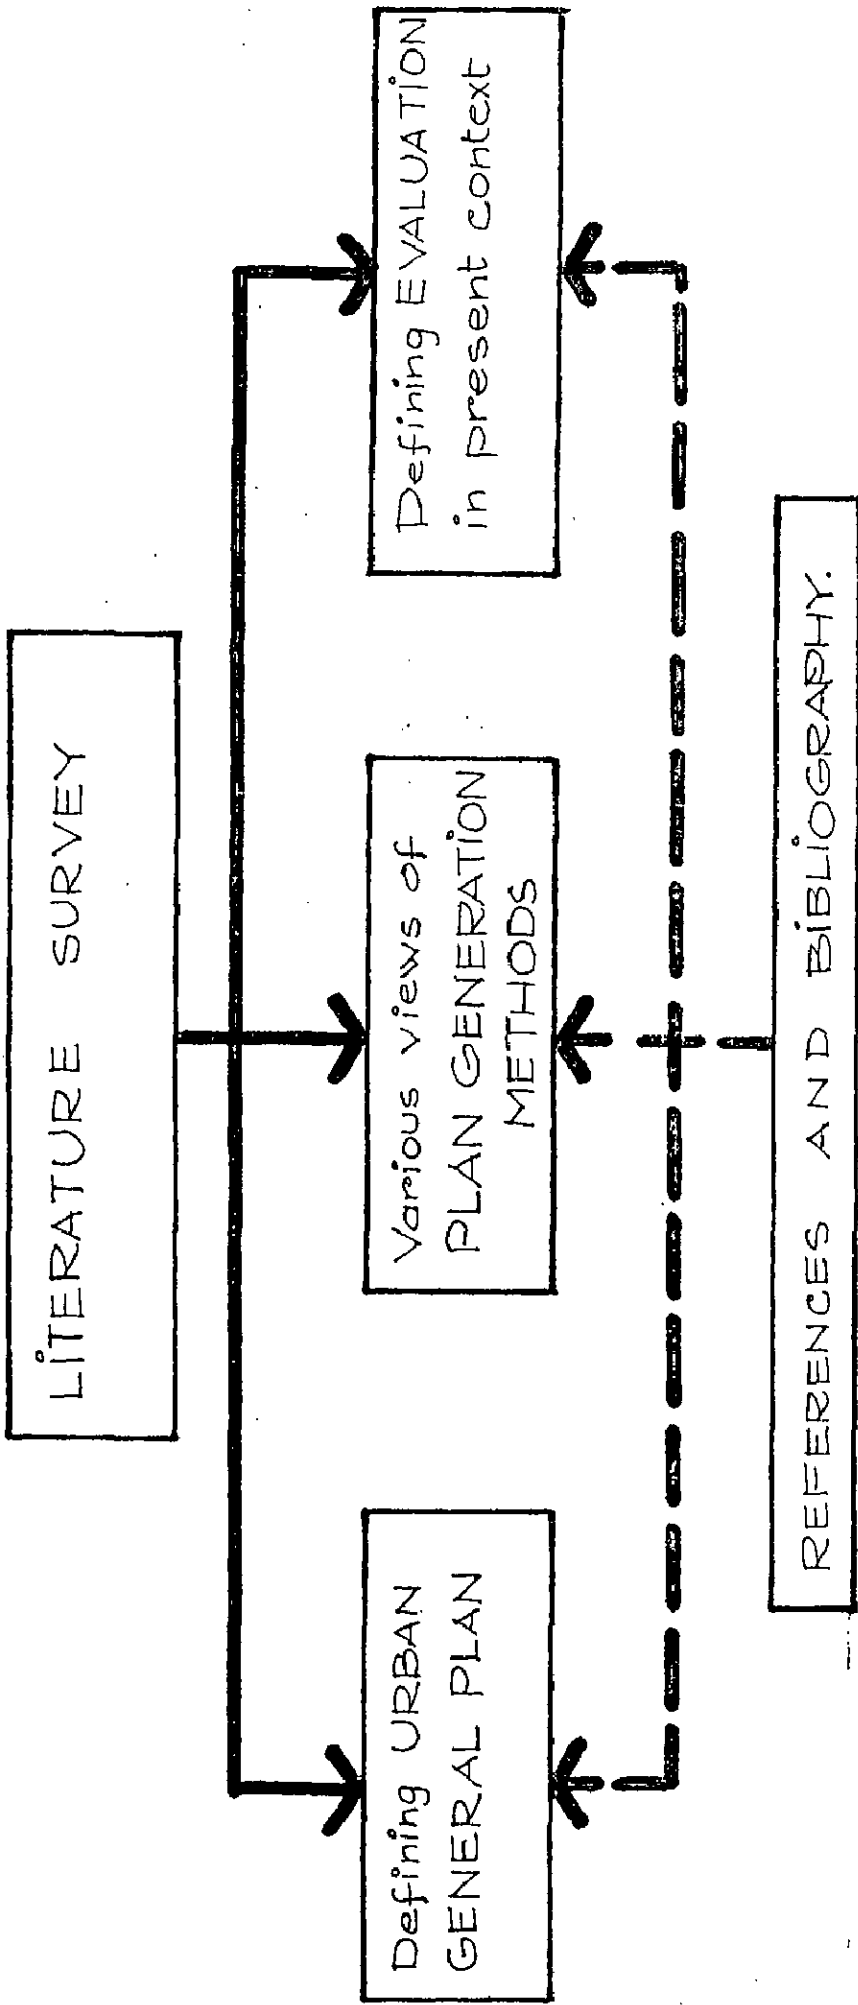 LITERATURE SURVEY
Defining URBAN
GENERAL PLAN
Various views of
PLAN GENERATION
METHODS
Defining EVALUATION
in present context
REFERENCES AND BIBLIOGRAPHY.